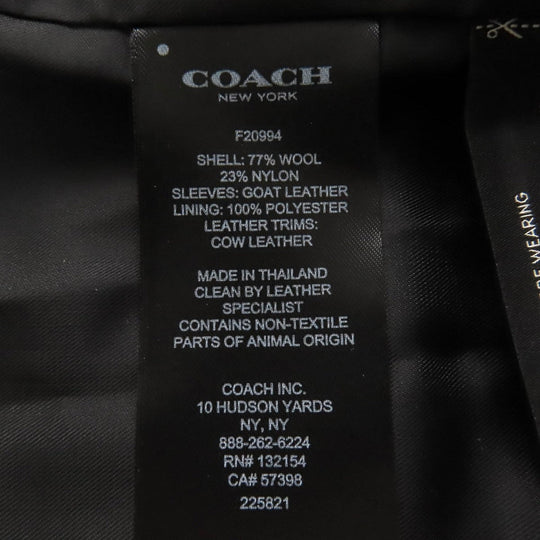 COACH
NEW YORK
F20994
SHELL: 77% WOOL
23% NYLON
SLEEVES: GOAT LEATHER
LINING: 100% POLYESTER
LEATHER TRIMS:
COW LEATHER
MADE IN THAILAND
CLEAN BY LEATHER
SPECIALIST
CONTAINS NON-TEXTILE
PARTS OF ANIMAL ORIGIN
COACH INC.
10 HUDSON YARDS
NY, NY
888-262-6224
RN# 132154
CA# 57398
225821
WEARING